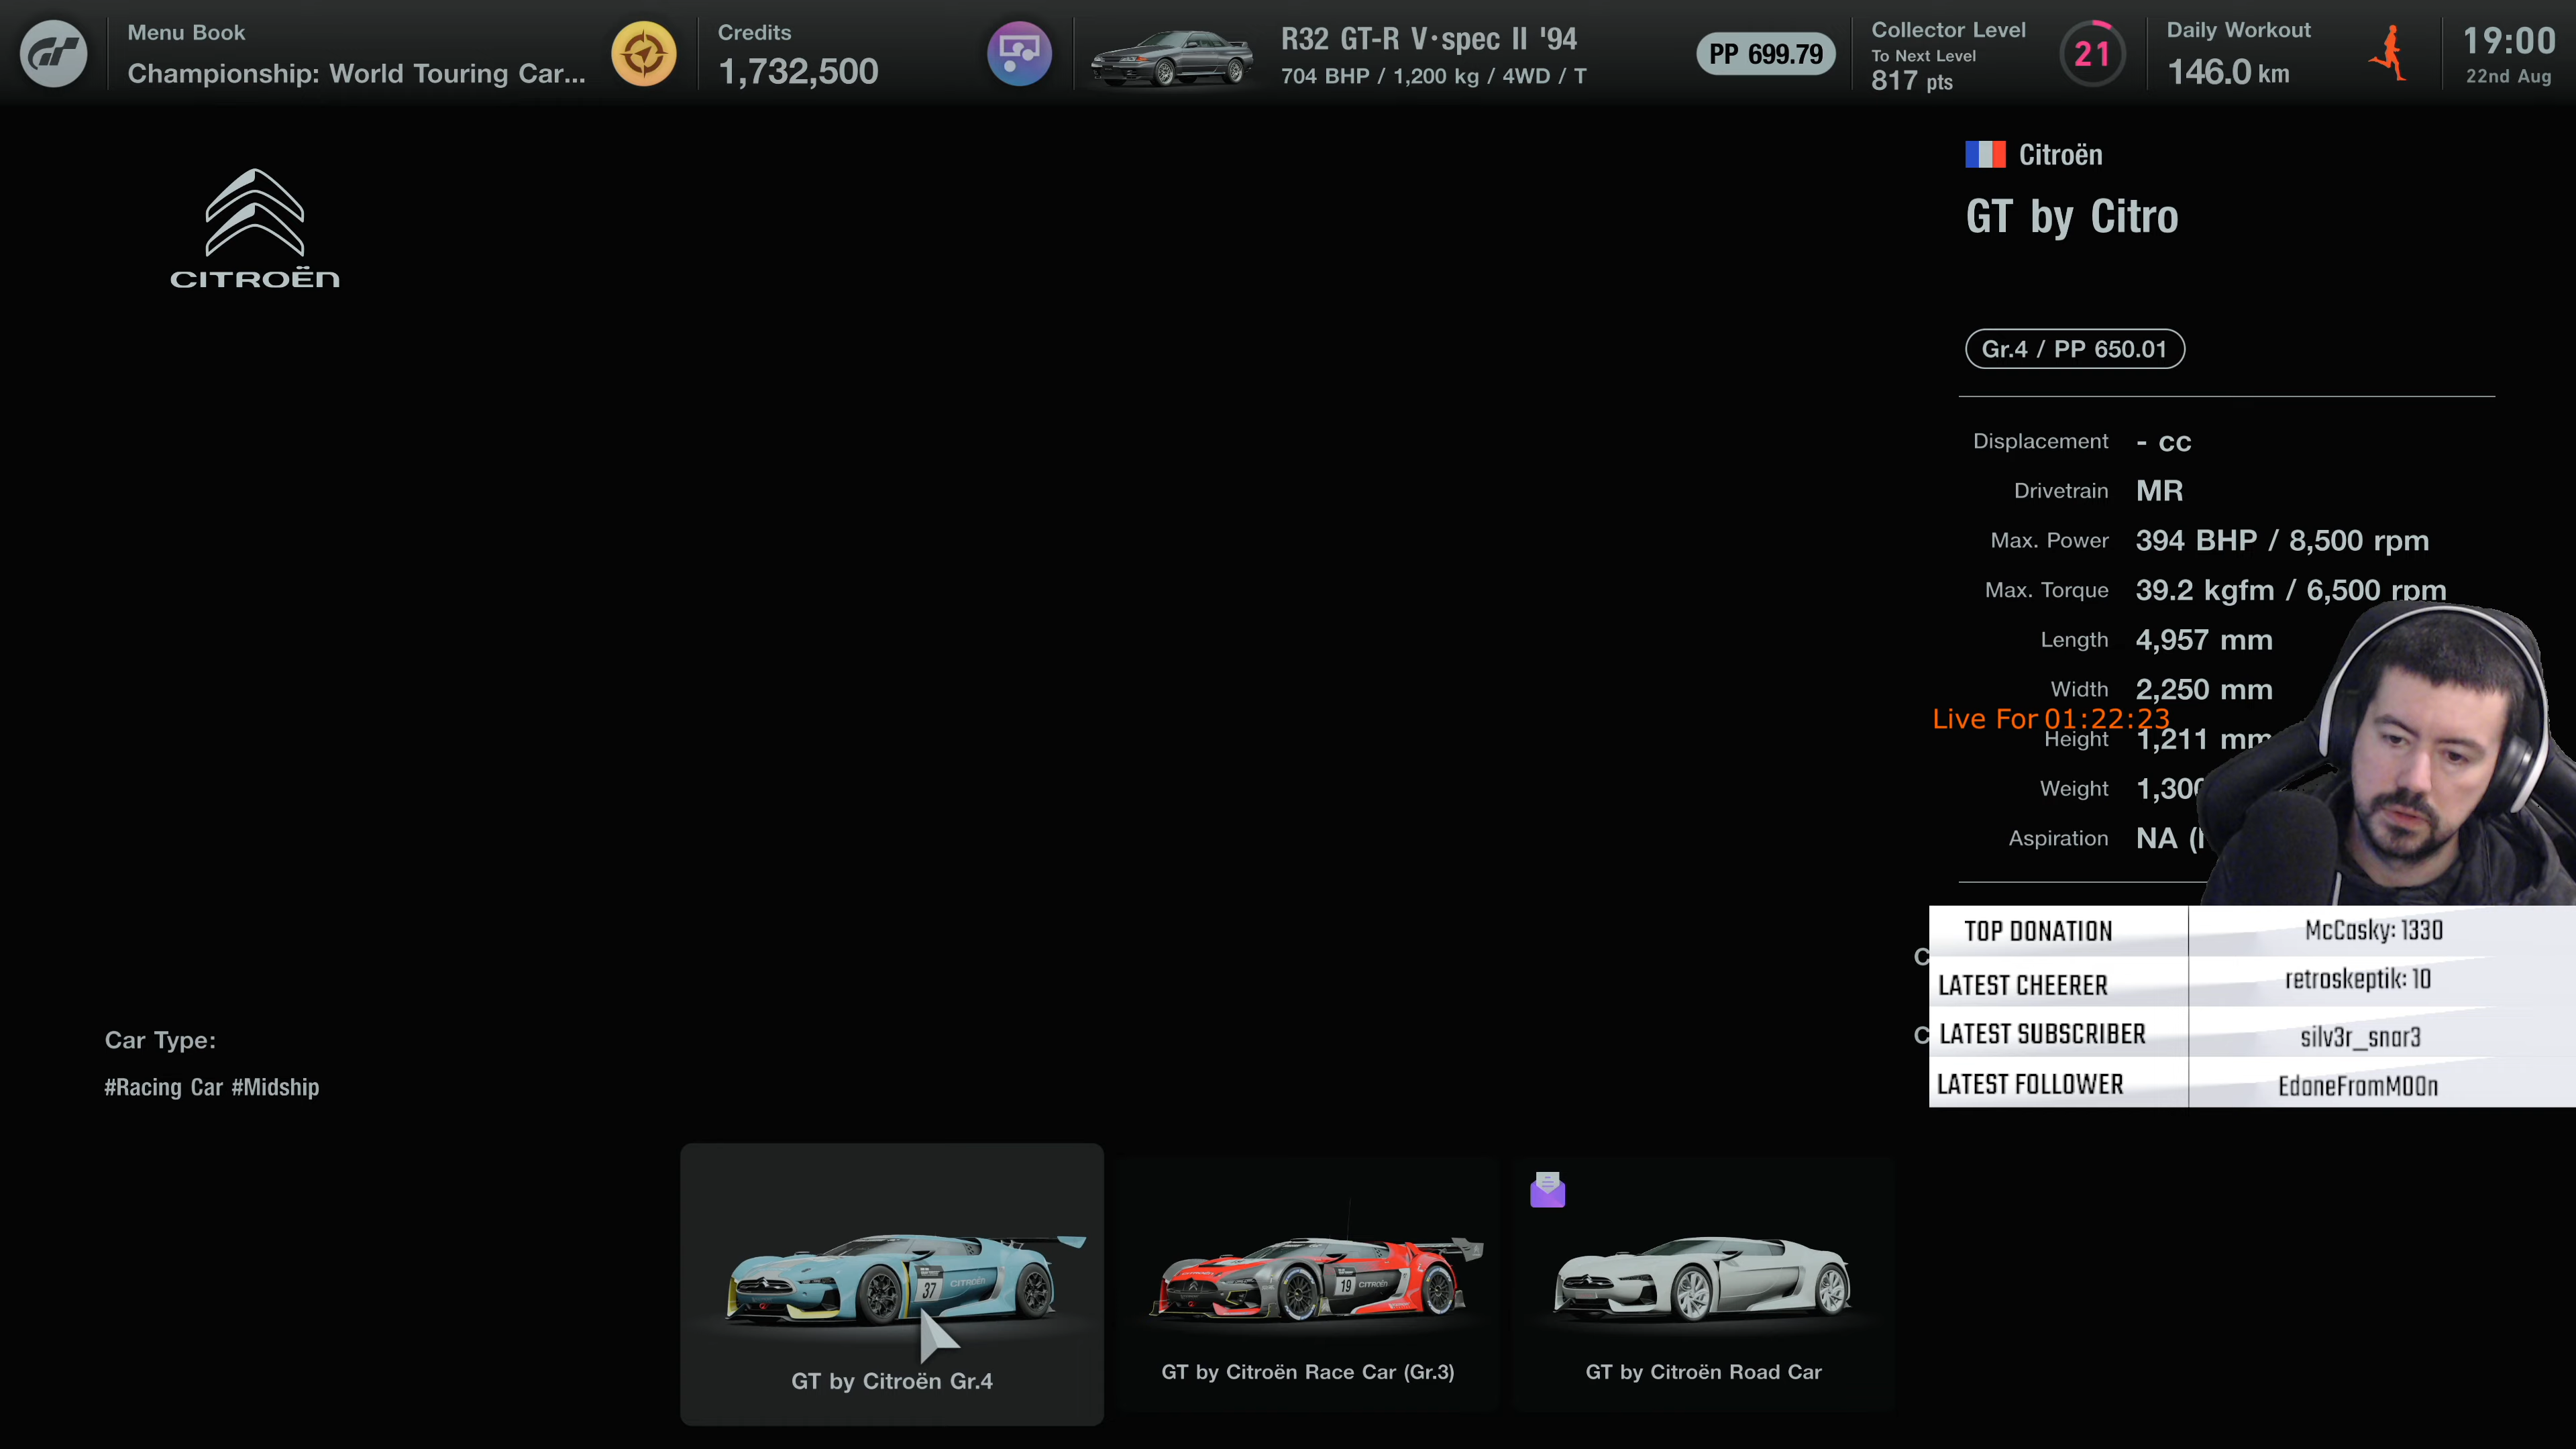 Menu Book
Championship: World Touring Car...
Credits
1,732,500
R32 GT-R V·spec II '94
704 BHP / 1,200 kg / 4WD / T
PP 699.79
Collector Level
To Next Level
817 pts
21
Daily Workout
146.0 km
19:00
22nd Aug
CITROËN
Citroën
GT by Citro
Gr.4 / PP 650.01
Displacement - cc
Drivetrain MR
Max. Power 394 BHP / 8,500 rpm
Max. Torque 39.2 kgfm / 6,500 rpm
Length 4,957 mm
Width 2,250 mm
Live For 01:22:23
Height 1,211 mm
Weight 1,300
Aspiration NA
TOP DONATION McCasky: 1330
LATEST CHEERER retroskeptik: 10
LATEST SUBSCRIBER silv3r_snar3
LATEST FOLLOWER EdaneFromM00n
Car Type:
#Racing Car #Midship
37
CITROËN
19
CITROËN
GT by Citroën Gr.4
GT by Citroën Race Car (Gr.3)
GT by Citroën Road Car